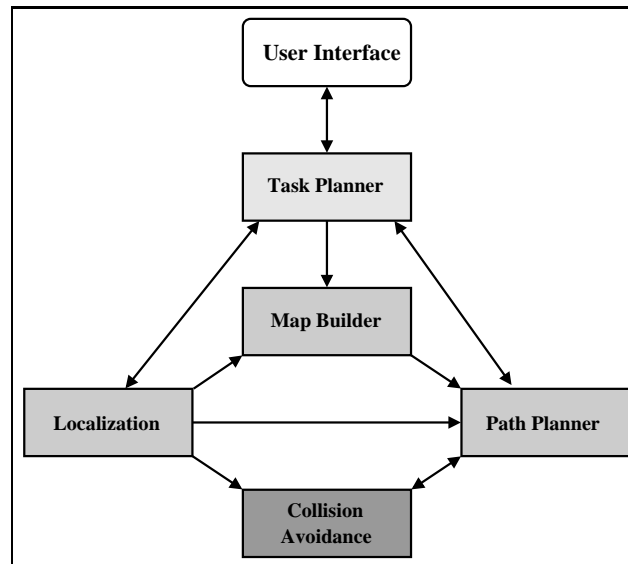 User Interface
Task Planner
Map Builder
Localization
Path Planner
Collision
Avoidance